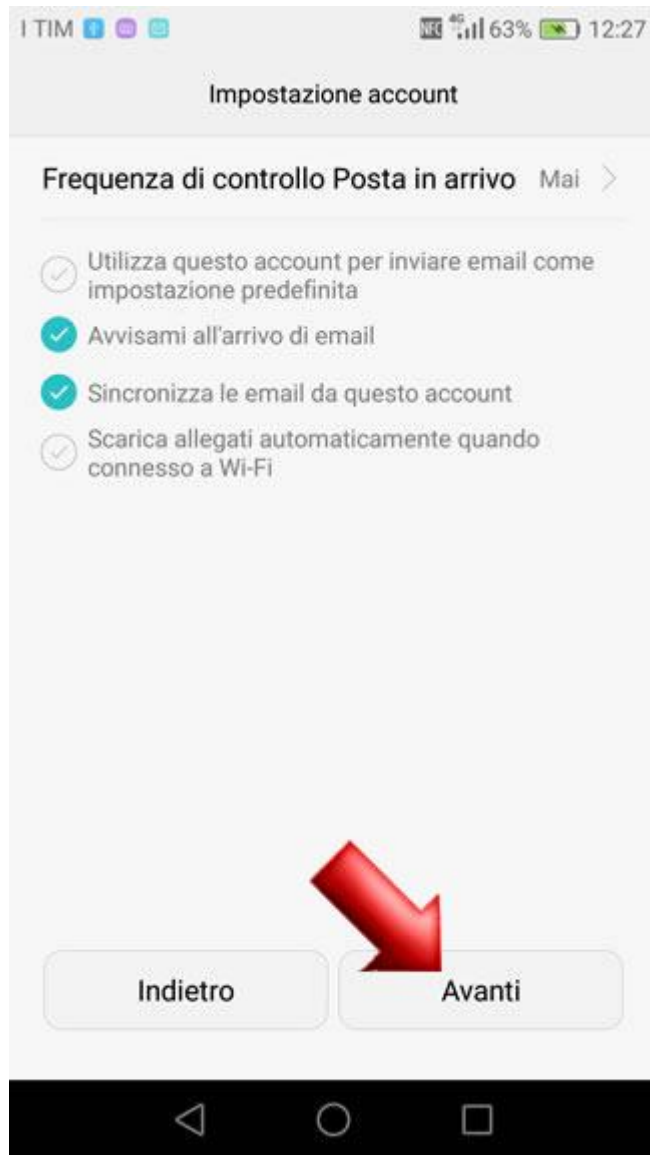 I TIM NFC 4G 63% 12:27
Impostazione account
Frequenza di controllo Posta in arrivo Mai
Utilizza questo account per inviare email come
impostazione predefinita
Avvisami all'arrivo di email
Sincronizza le email da questo account
Scarica allegati automaticamente quando
connesso a Wi-Fi
Indietro Avanti